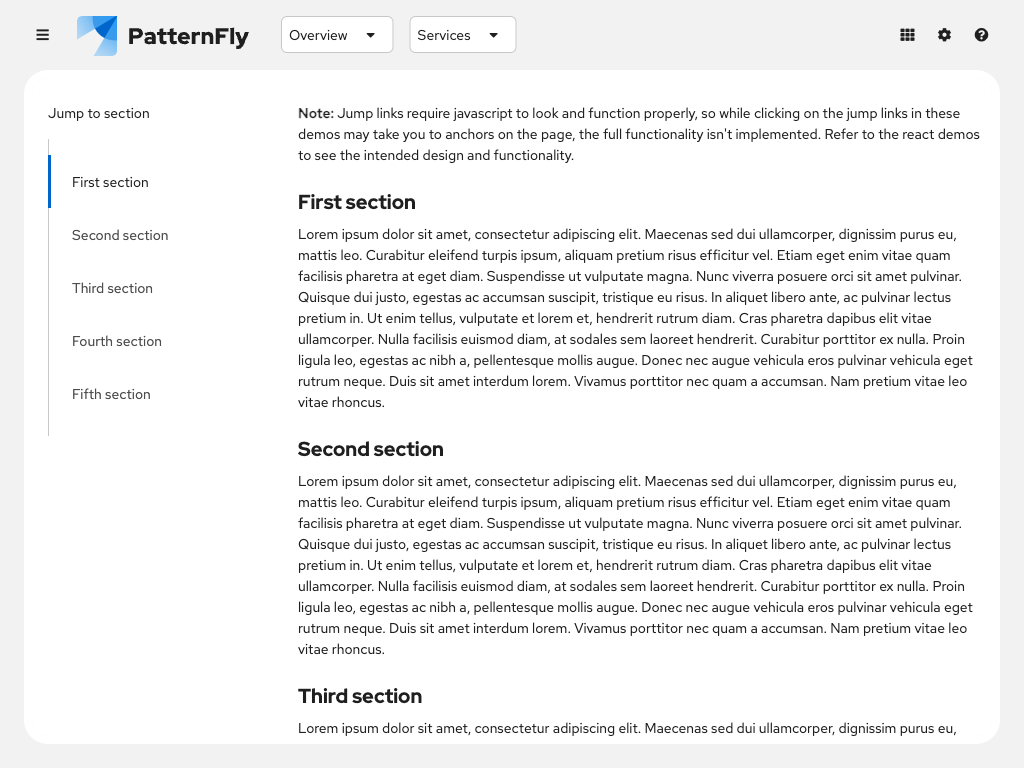 PatternFly
Overview
Services
Jump to section
First section
Second section
Third section
Fourth section
Fifth section
Note: Jump links require javascript to look and function properly, so while clicking on the jump links in these
demos may take you to anchors on the page, the full functionality isn't implemented. Refer to the react demos
to see the intended design and functionality.
First section
Lorem ipsum dolor sit amet, consectetur adipiscing elit. Maecenas sed dui ullamcorper, dignissim purus eu,
mattis leo. Curabitur eleifend turpis ipsum, aliquam pretium risus efficitur vel. Etiam eget enim vitae quam
facilisis pharetra at eget diam. Suspendisse ut vulputate magna. Nunc viverra posuere orci sit amet pulvinar.
Quisque dui justo, egestas ac accumsan suscipit, tristique eu risus. In aliquet libero ante, ac pulvinar lectus
pretium in. Ut enim tellus, vulputate et lorem et, hendrerit rutrum diam. Cras pharetra dapibus elit vitae
ullamcorper. Nulla facilisis euismod diam, at sodales sem laoreet hendrerit. Curabitur porttitor ex nulla. Proin
ligula leo, egestas ac nibh a, pellentesque mollis augue. Donec nec augue vehicula eros pulvinar vehicula eget
rutrum neque. Duis sit amet interdum lorem. Vivamus porttitor nec quam a accumsan. Nam pretium vitae leo
vitae rhoncus.
Second section
Lorem ipsum dolor sit amet, consectetur adipiscing elit. Maecenas sed dui ullamcorper, dignissim purus eu,
mattis leo. Curabitur eleifend turpis ipsum, aliquam pretium risus efficitur vel. Etiam eget enim vitae quam
facilisis pharetra at eget diam. Suspendisse ut vulputate magna. Nunc viverra posuere orci sit amet pulvinar.
Quisque dui justo, egestas ac accumsan suscipit, tristique eu risus. In aliquet libero ante, ac pulvinar lectus
pretium in. Ut enim tellus, vulputate et lorem et, hendrerit rutrum diam. Cras pharetra dapibus elit vitae
ullamcorper. Nulla facilisis euismod diam, at sodales sem laoreet hendrerit. Curabitur porttitor ex nulla. Proin
ligula leo, egestas ac nibh a, pellentesque mollis augue. Donec nec augue vehicula eros pulvinar vehicula eget
rutrum neque. Duis sit amet interdum lorem. Vivamus porttitor nec quam a accumsan. Nam pretium vitae leo
vitae rhoncus.
Third section
Lorem ipsum dolor sit amet, consectetur adipiscing elit. Maecenas sed dui ullamcorper, dignissim purus eu,